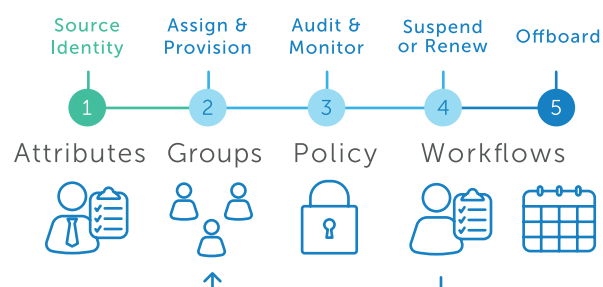 Source
Identity
Assign &
Provision
Audit &
Monitor
Suspend
or Renew
Offboard
1
2
3
4
5
Attributes
Groups
Policy
Workflows